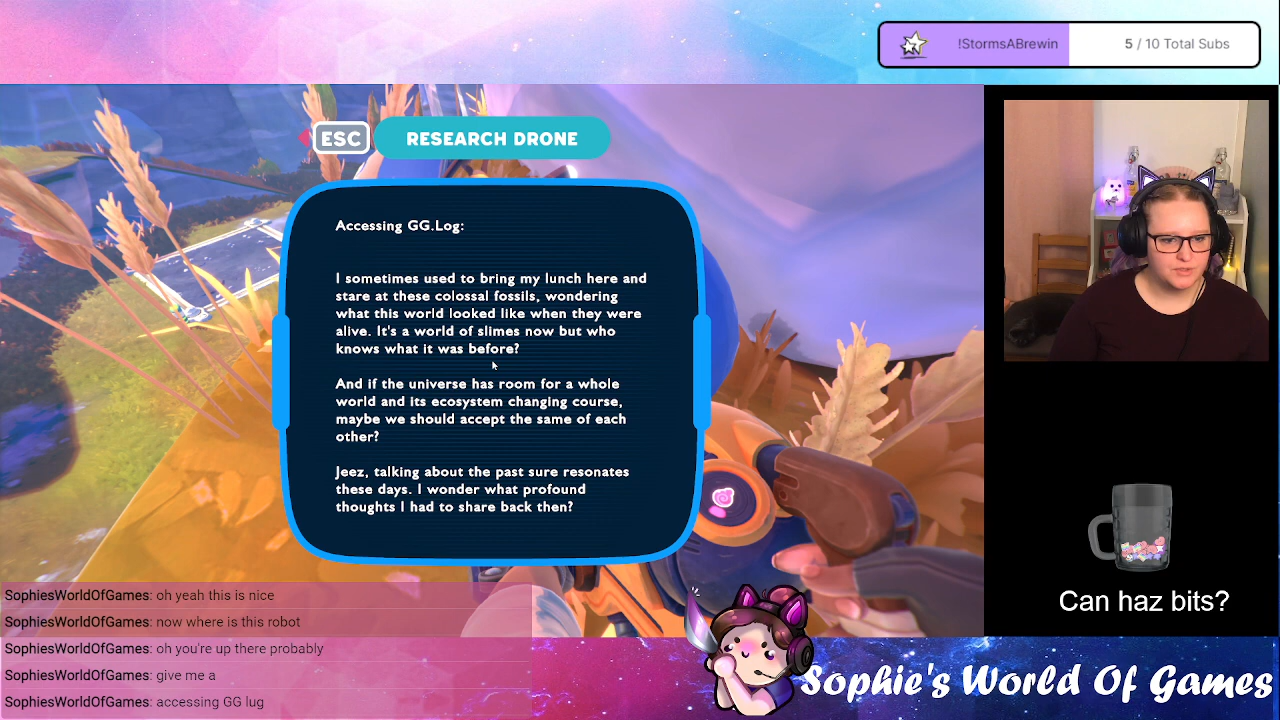 !StormsABrewin
5 / 10 Total Subs
ESC
RESEARCH DRONE
Accessing GG.Log:
I sometimes used to bring my lunch here and
stare at these colossal fossils, wondering
what this world looked like when they were
alive. It's a world of slimes now but who
knows what it was before?
And if the universe has room for a whole
world and its ecosystem changing course,
maybe we should accept the same of each
other?
Jeez, talking about the past sure resonates
these days. I wonder what profound
thoughts I had to share back then?
SophiesWorldOfGames: oh yeah this is nice
SophiesWorldOfGames: now where is this robot
SophiesWorldOfGames: oh you're up there probably
SophiesWorldOfGames: give me a
SophiesWorldOfGames: accessing GG lug
Can haz bits?
Sophie's World Of Games